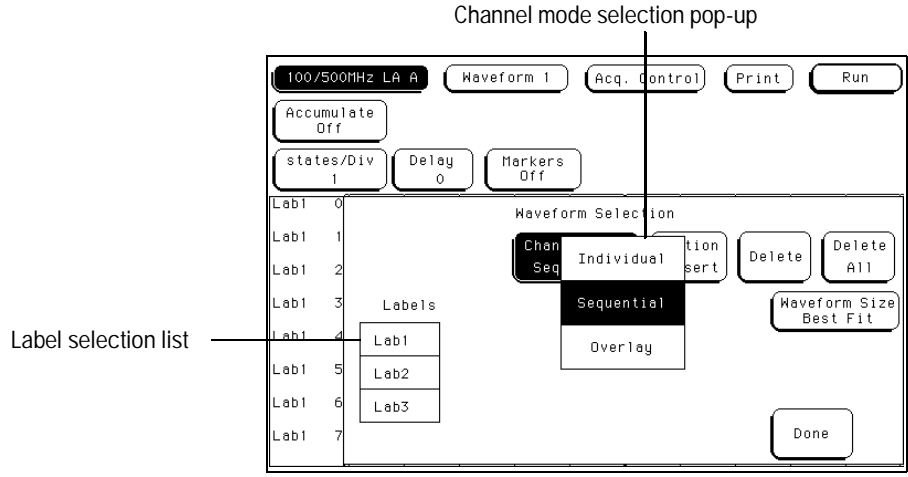 Channel mode selection pop-up
100/500MHz LA A
Waveform 1
Acq. Control
Print
Run
Accumulate
Off
states/Div
1
Delay
0
Markers
Off
Lab1 0
Lab1 1
Lab1 2
Lab1 3
Lab1 4
Lab1 5
Lab1 6
Lab1 7
Waveform Selection
Chan
Seq
Individual
Sequential
Overlay
tion
sert
Delete
Delete
All
Waveform Size
Best Fit
Labels
Label selection list
Lab1
Lab2
Lab3
Done